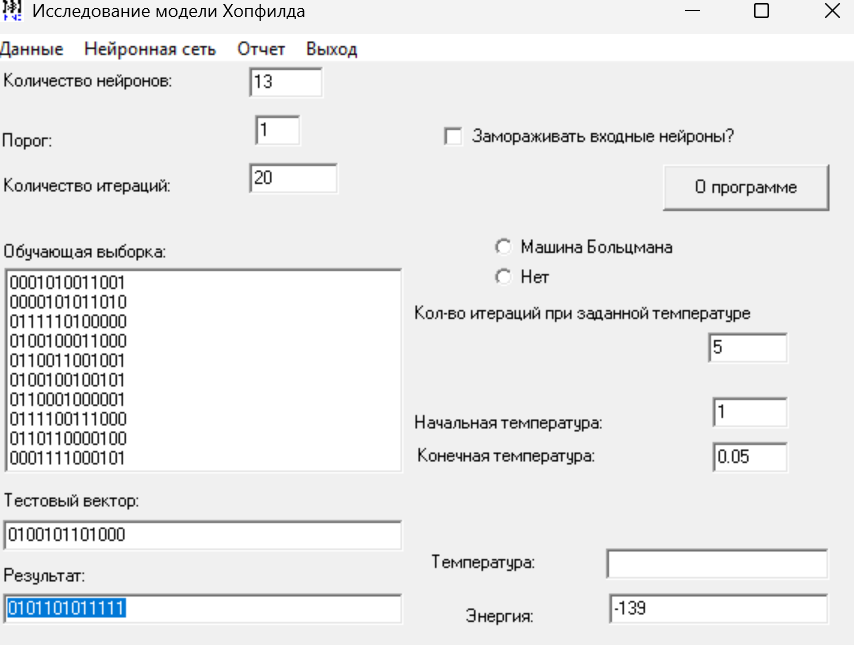 Исследование модели Хопфилда
Данные Нейронная сеть Отчет Выход
Количество нейронов: 13
Порог: 1
Замораживать входные нейроны?
Количество итераций: 20
О программе
Обучающая выборка:
0001010011001
0000101011010
0111110100000
0100100011000
0110011001001
0100100100101
0110001000001
0111100111000
0110110000100
0001111000101
Машина Больцмана
Нет
Кол-во итераций при заданной температуре
5
Начальная температура: 1
Конечная температура: 0.05
Тестовый вектор:
0100101101000
Результат:
0101101011111
Температура:
Энергия: -139